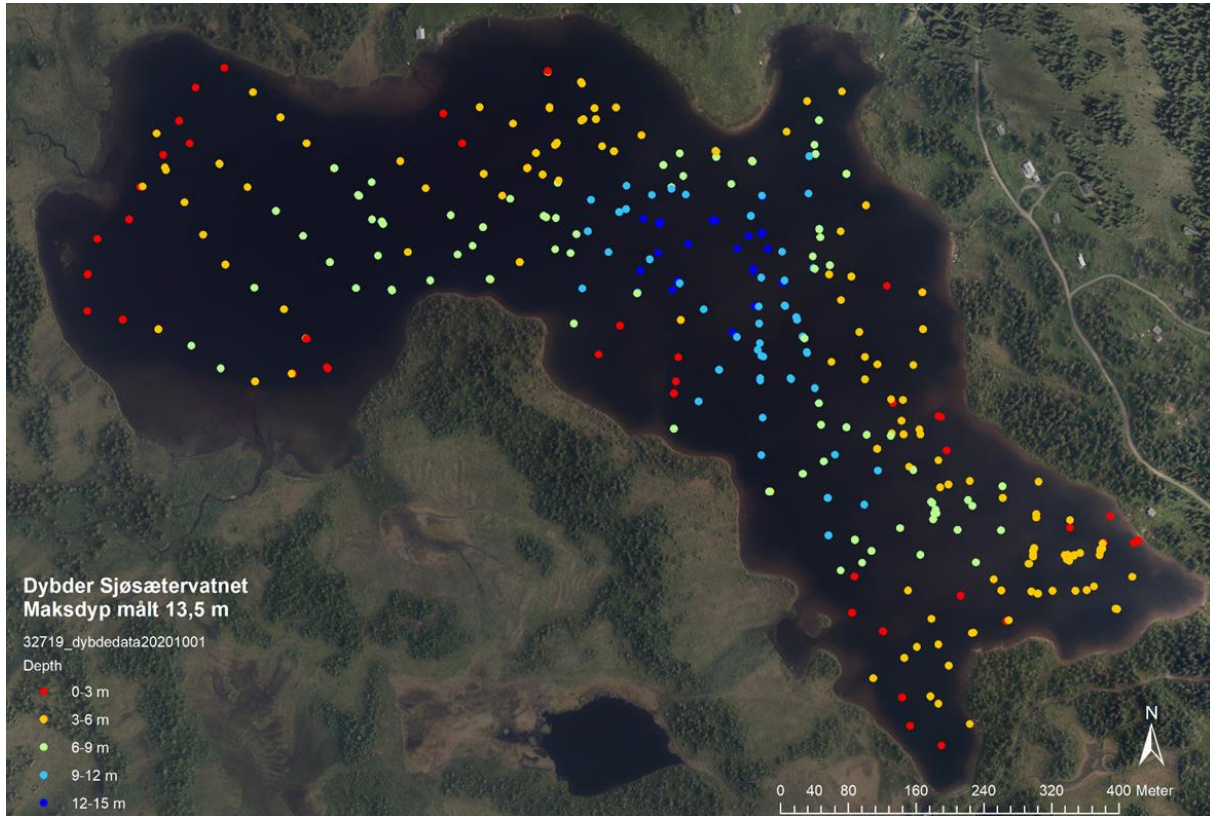 Dybder Sjøsætervatnet
Maksdyp målt 13,5 m
32719_dybdedata20201001
Depth
0-3 m
3-6 m
6-9 m
9-12 m
12-15 m
N
0 40 80 160 240 320 400 Meter